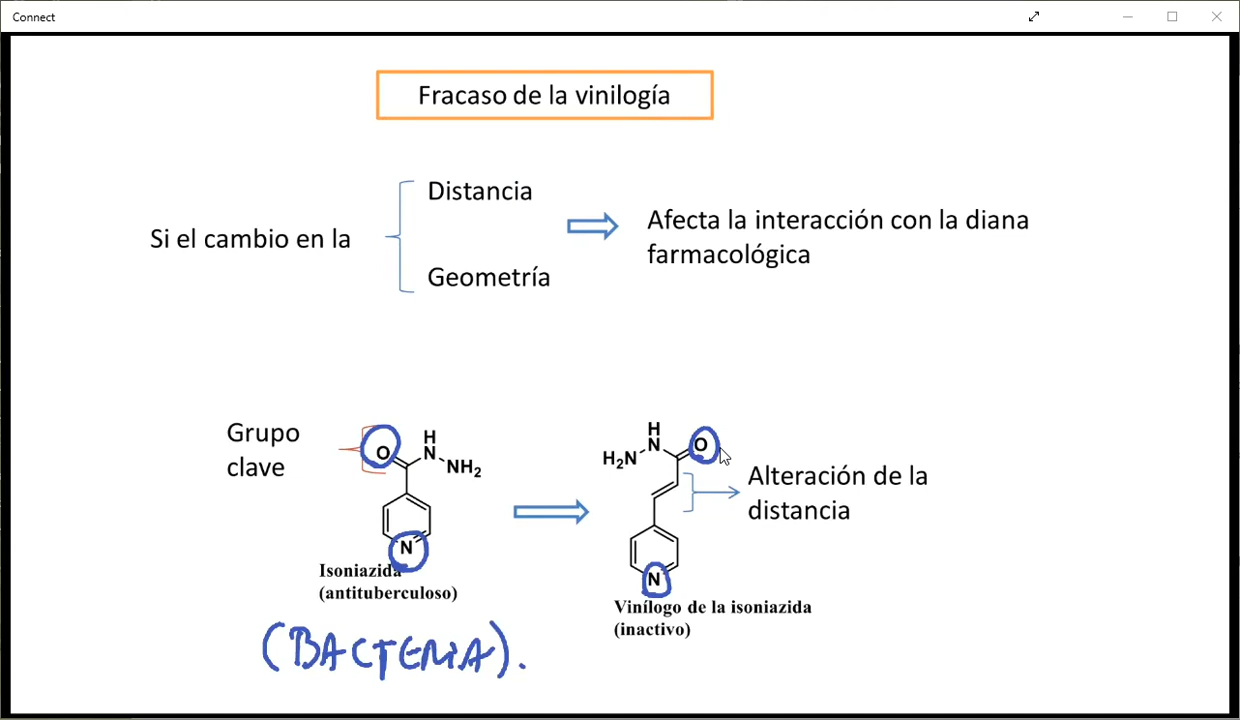 Connect
Fracaso de la vinilogía
Distancia
Si el cambio en la
Geometría
Afecta la interacción con la diana
farmacológica
Grupo
clave
O
H
N
NH₂
N
Isoniazida
(antituberculoso)
H
N
H₂N
O
N
Alteración de la
distancia
Vinílogo de la isoniazida
(inactivo)
(BACTERIA).